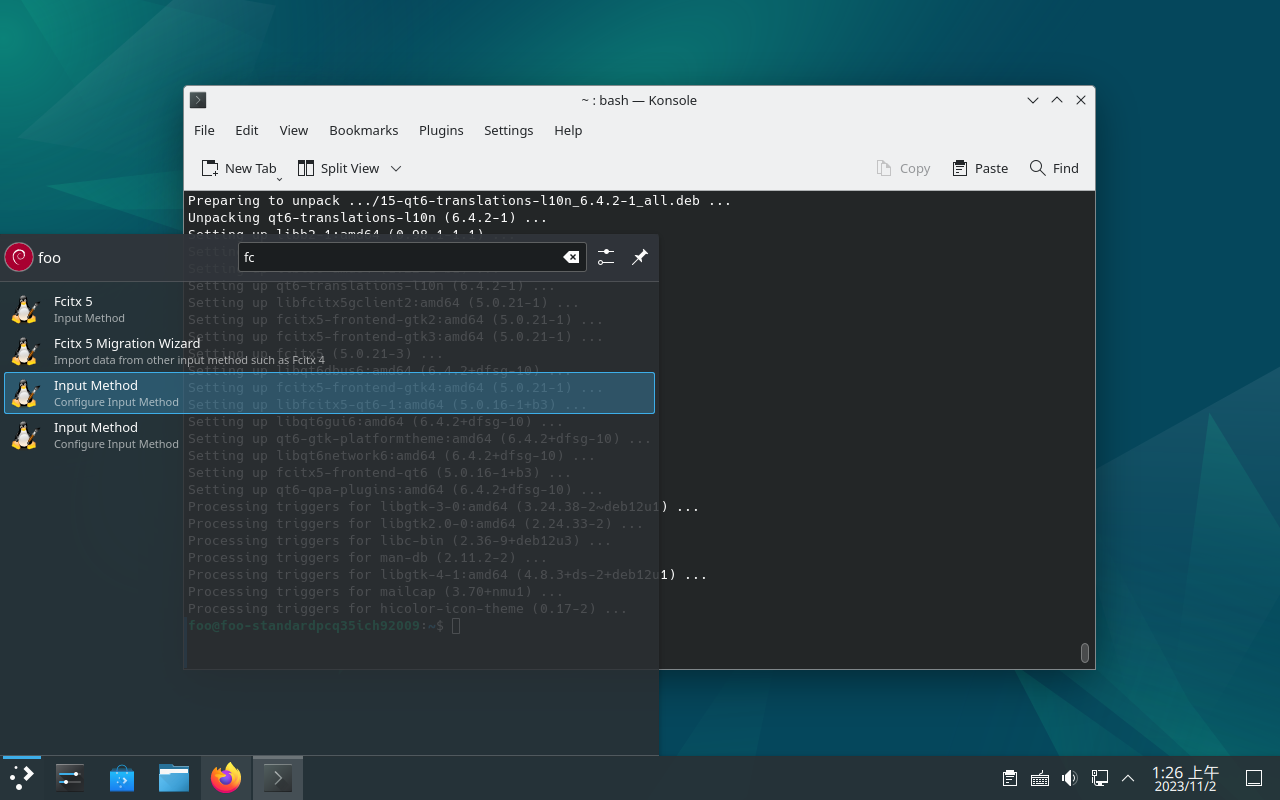 ~ : bash — Konsole
File Edit View Bookmarks Plugins Settings Help
New Tab Split View Copy Paste Find
Preparing to unpack .../15-qt6-translations-l10n_6.4.2-1_all.deb ...
Unpacking qt6-translations-l10n (6.4.2-1) ...
foo
fc
Setting up qt6-translations-l10n (6.4.2-1) ...
Setting up libfcitx5gclient2:amd64 (5.0.21-1) ...
Setting up fcitx5-frontend-gtk2:amd64 (5.0.21-1) ...
Setting up fcitx5-frontend-gtk3:amd64 (5.0.21-1) ...
Setting up fcitx5 (5.0.21-3) ...
Setting up libqt6dbus6:amd64 (6.4.2+dfsg-10) ...
Setting up fcitx5-frontend-gtk4:amd64 (5.0.21-1) ...
Setting up libfcitx5-qt6-1:amd64 (5.0.16-1+b3) ...
Setting up libqt6gui6:amd64 (6.4.2+dfsg-10) ...
Setting up qt6-gtk-platformtheme:amd64 (6.4.2+dfsg-10) ...
Setting up libqt6network6:amd64 (6.4.2+dfsg-10) ...
Setting up fcitx5-frontend-qt6 (5.0.16-1+b3) ...
Setting up qt6-qpa-plugins:amd64 (6.4.2+dfsg-10) ...
Processing triggers for libgtk-3-0:amd64 (3.24.38-2~deb12u1) ...
Processing triggers for libgtk2.0-0:amd64 (2.24.33-2) ...
Processing triggers for libc-bin (2.36-9+deb12u3) ...
Processing triggers for man-db (2.11.2-2) ...
Processing triggers for libgtk-4-1:amd64 (4.8.3+ds-2+deb12u1) ...
Processing triggers for mailcap (3.70+nmu1) ...
Processing triggers for hicolor-icon-theme (0.17-2) ...
foo@foo-standardpcq35ich92009:~$
Fcitx 5
Input Method
Fcitx 5 Migration Wizard
Import data from other input method such as Fcitx 4
Input Method
Configure Input Method
Input Method
Configure Input Method
1:26 上午
2023/11/2